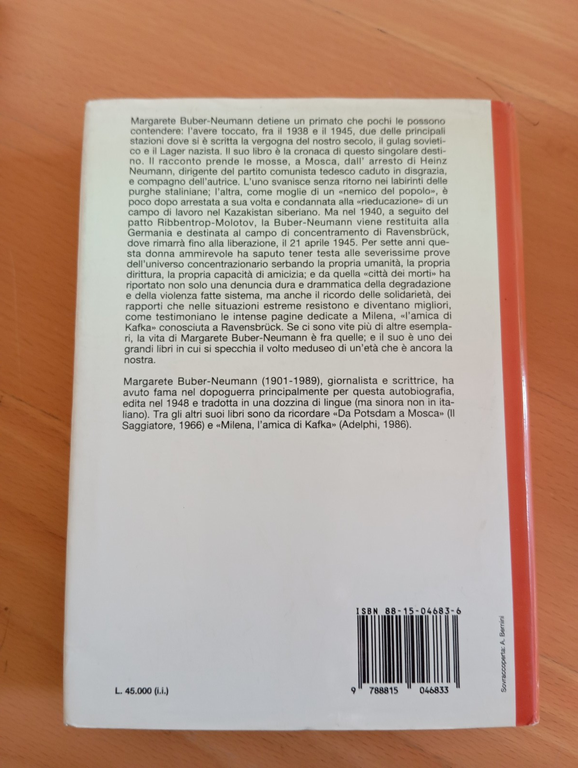 Margarete Buber-Neumann detiene un primato che pochi le possono
contendere: l'avere toccato, fra il 1938 e il 1945, due delle principali
stazioni dove si è scritta la vergogna del nostro secolo, il gulag sovieti-
co e il Lager nazista. Il suo libro è la cronaca di questo singolare desti-
no. Il racconto prende le mosse, a Mosca, dall' arresto di Heinz
Neumann, dirigente del partito comunista tedesco caduto in disgrazia,
e compagno dell'autrice. L'uno svanisce senza ritorno nei labirinti delle
purghe staliniane; l'altra, come moglie di un «nemico del popolo», è
poco dopo arrestata a sua volta e condannata alla «rieducazione» di
un campo di lavoro nel Kazakistan siberiano. Ma nel 1940, a seguito del
patto Ribbentrop-Molotov, la Buber-Neumann viene restituita alla
Germania e destinata al campo di concentramento di Ravensbrück,
dove rimarrà fino alla liberazione, il 21 aprile 1945. Per sette anni que-
sta donna ammirevole ha saputo tener testa alle severissime prove
dell'universo concentrazionario serbando la propria umanità, la propria
dirittura, la propria capacità di amicizia; e da quella «città dei morti» ha
riportato non solo una denuncia dura e drammatica della degradazione
e della violenza fatte sistema, ma anche il ricordo delle solidarietà, dei
rapporti che nelle situazioni estreme resistono e diventano migliori,
come testimoniano le intense pagine dedicate a Milena, «l'amica di
Kafka» conosciuta a Ravensbrück. Se ci sono vite più di altre esempla-
ri, la vita di Margarete Buber-Neumann è fra quelle; e il suo è uno dei
grandi libri in cui si specchia il volto meduseo di un'età che è ancora la
nostra.
Margarete Buber-Neumann (1901-1989), giornalista e scrittrice, ha
avuto fama nel dopoguerra principalmente per questa autobiografia,
edita nel 1948 e tradotta in una dozzina di lingue (ma sinora non in ita-
liano). Tra gli altri suoi libri sono da ricordare «Da Potsdam a Mosca» (Il
Saggiatore, 1966) e «Milena, l'amica di Kafka» (Adelphi, 1986).
ISBN 88-15-04683-6
9 788815 046833
L. 45.000 (i.i.)
Sovraccoperta: A. Bernini